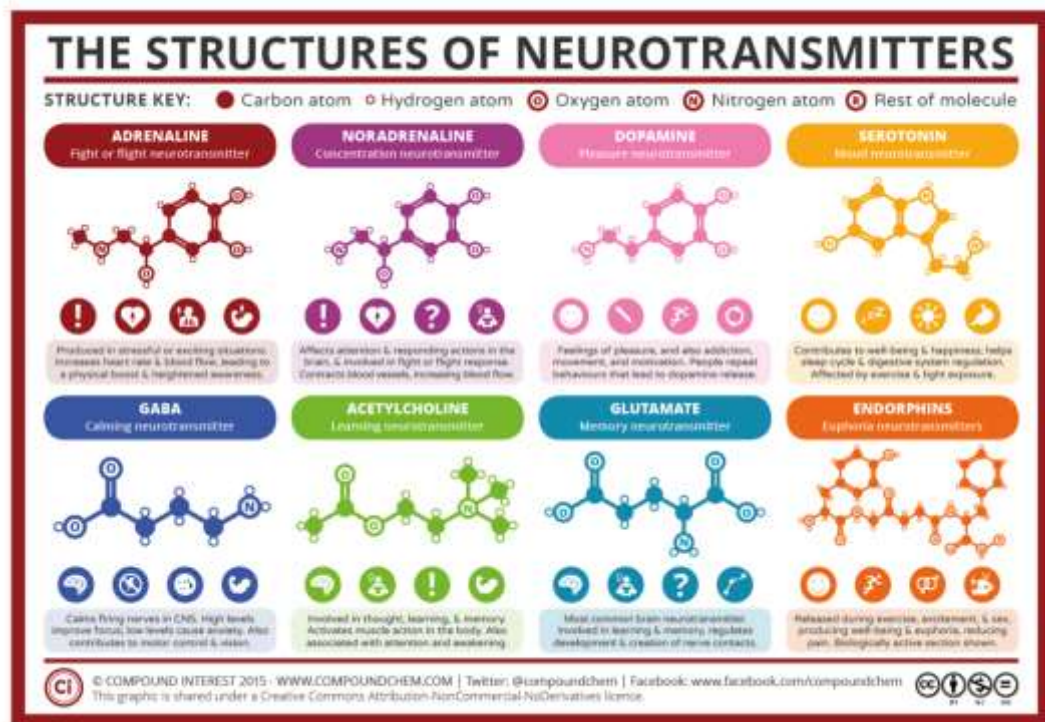 THE STRUCTURES OF NEUROTRANSMITTERS
STRUCTURE KEY: Carbon atom Hydrogen atom O Oxygen atom N Nitrogen atom R Rest of molecule
ADRENALINE
Fight or flight neurotransmitter
NORADRENALINE
Concentration neurotransmitter
DOPAMINE
Pleasure neurotransmitter
SEROTONIN
Mood neurotransmitter
Produced in stressful or exciting situations.
Increases heart rate & blood flow, leading to
a physical boost & heightened awareness.
Affects attention & responding actions in the
brain, & involved in fight or flight response.
Contracts blood vessels, increasing blood flow.
Feelings of pleasure, and also addiction,
movement, and motivation. People repeat
behaviours that lead to dopamine release.
Contributes to well-being & happiness; helps
sleep cycle & digestive system regulation.
Affected by exercise & light exposure.
GABA
Calming neurotransmitter
ACETYLCHOLINE
Learning neurotransmitter
GLUTAMATE
Memory neurotransmitter
ENDORPHINS
Euphoria neurotransmitters
Calms firing nerves in CNS. High levels
improve focus; low levels cause anxiety. Also
contributes to motor control & vision.
Involved in thought, learning, & memory.
Activates muscle action in the body. Also
associated with attention and awakening.
Most common brain neurotransmitter.
Involved in learning & memory, regulates
development & creation of nerve contacts.
Released during exercise, excitement, & sex,
producing well-being & euphoria, reducing
pain. Biologically active section shown.
Ci
© COMPOUND INTEREST 2015 - WWW.COMPOUNDCHEM.COM | Twitter: @compoundchem | Facebook: www.facebook.com/compoundchem
This graphic is shared under a Creative Commons Attribution-NonCommercial-NoDerivatives licence.